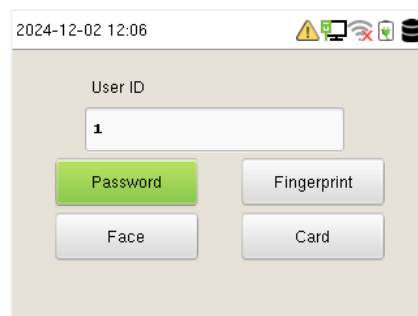 2024-12-02 12:06
User ID
1
Password Fingerprint
Face Card